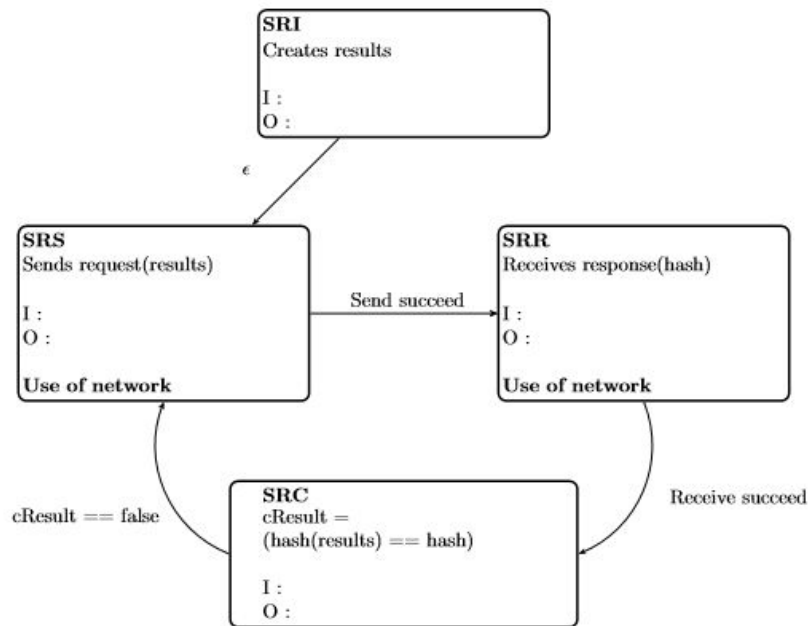 SRI
Creates results
I :
O :
ϵ
SRS
Sends request(results)
I :
O :
Use of network
Send succeed
SRR
Receives response(hash)
I :
O :
Use of network
cResult == false
SRC
cResult =
(hash(results) == hash)
I :
O :
Receive succeed